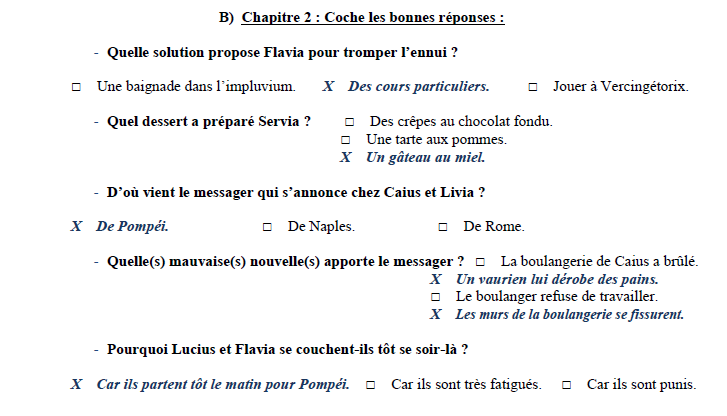 B) Chapitre 2 : Coche les bonnes réponses :
- Quelle solution propose Flavia pour tromper l’ennui ?
□ Une baignade dans l’impluvium. X Des cours particuliers. □ Jouer à Vercingétorix.
- Quel dessert a préparé Servia ? □ Des crêpes au chocolat fondu.
□ Une tarte aux pommes.
X Un gâteau au miel.
- D’où vient le messager qui s’annonce chez Caius et Livia ?
X De Pompéi. □ De Naples. □ De Rome.
- Quelle(s) mauvaise(s) nouvelle(s) apporte le messager ? □ La boulangerie de Caius a brûlé.
X Un vaurien lui dérobe des pains.
□ Le boulanger refuse de travailler.
X Les murs de la boulangerie se fissurent.
- Pourquoi Lucius et Flavia se couchent-ils tôt se soir-là ?
X Car ils partent tôt le matin pour Pompéi. □ Car ils sont très fatigués. □ Car ils sont punis.